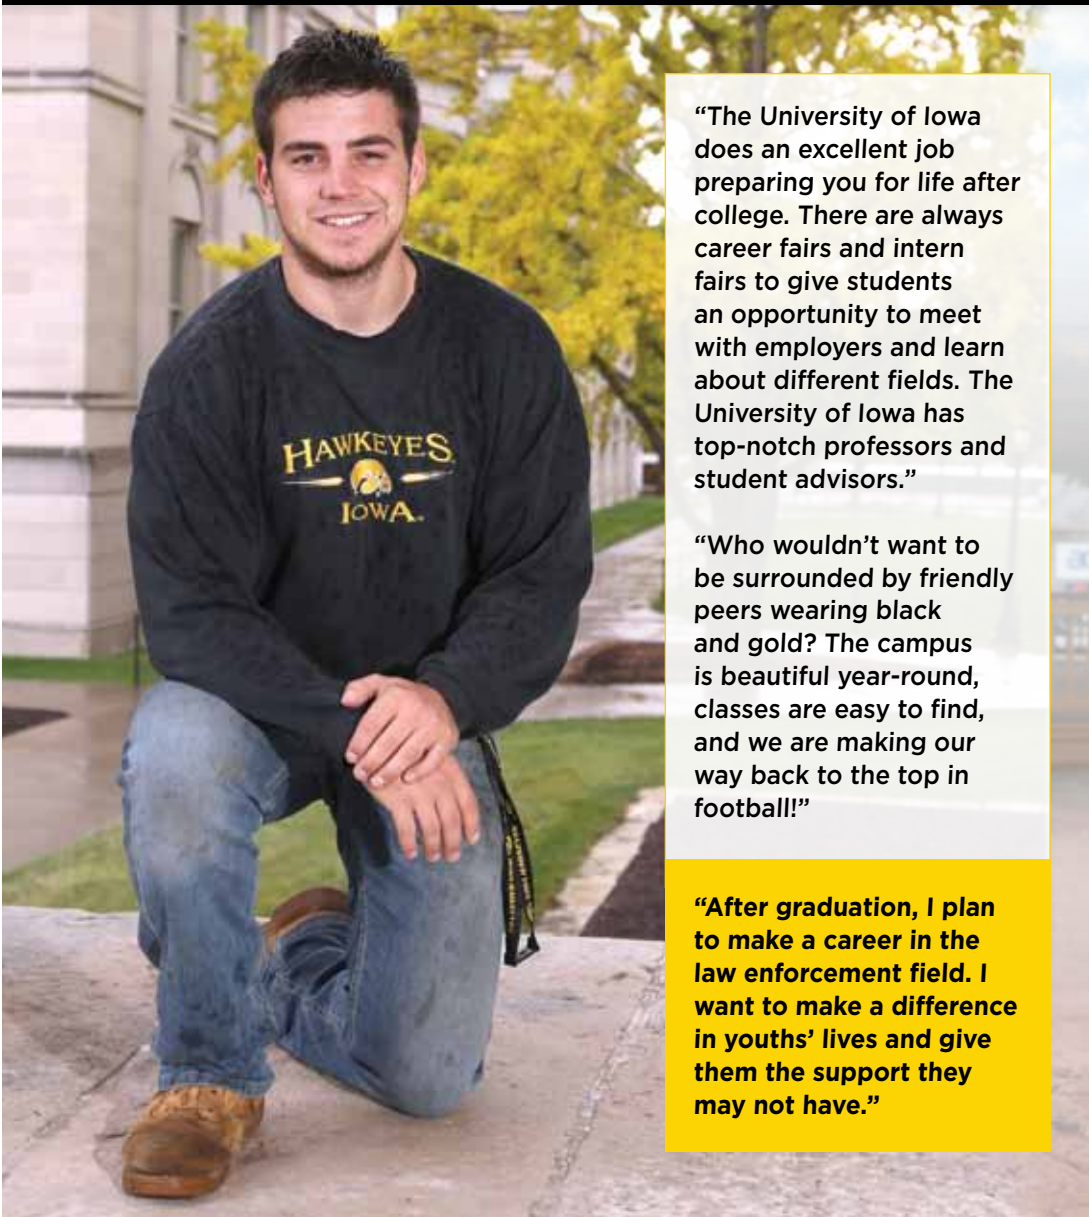 HAWKEYES
IOWA
“The University of Iowa
does an excellent job
preparing you for life after
college. There are always
career fairs and intern
fairs to give students
an opportunity to meet
with employers and learn
about different fields. The
University of Iowa has
top-notch professors and
student advisors.”
“Who wouldn’t want to
be surrounded by friendly
peers wearing black
and gold? The campus
is beautiful year-round,
classes are easy to find,
and we are making our
way back to the top in
football!”
“After graduation, I plan
to make a career in the
law enforcement field. I
want to make a difference
in youths’ lives and give
them the support they
may not have.”